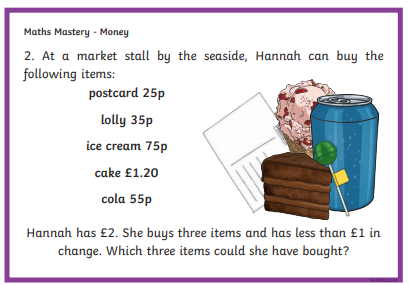 Maths Mastery - Money
2. At a market stall by the seaside, Hannah can buy the
following items:
postcard 25p
lolly 35p
ice cream 75p
cake £1.20
cola 55p
Hannah has £2. She buys three items and has less than £1 in
change. Which three items could she have bought?